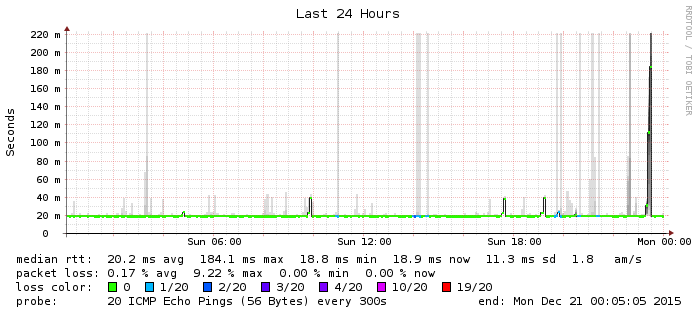 Last 24 Hours
RRDTOOL / TOBI OETIKER
Seconds
220 m
200 m
180 m
160 m
140 m
120 m
100 m
80 m
60 m
40 m
20 m
0
Sun 06:00 Sun 12:00 Sun 18:00 Mon 00:00
median rtt: 20.2 ms avg 184.1 ms max 18.8 ms min 18.9 ms now 11.3 ms sd 1.8 am/s
packet loss: 0.17 % avg 9.22 % max 0.00 % min 0.00 % now
loss color: 0 1/20 2/20 3/20 4/20 10/20 19/20
probe: 20 ICMP Echo Pings (56 Bytes) every 300s end: Mon Dec 21 00:05:05 2015